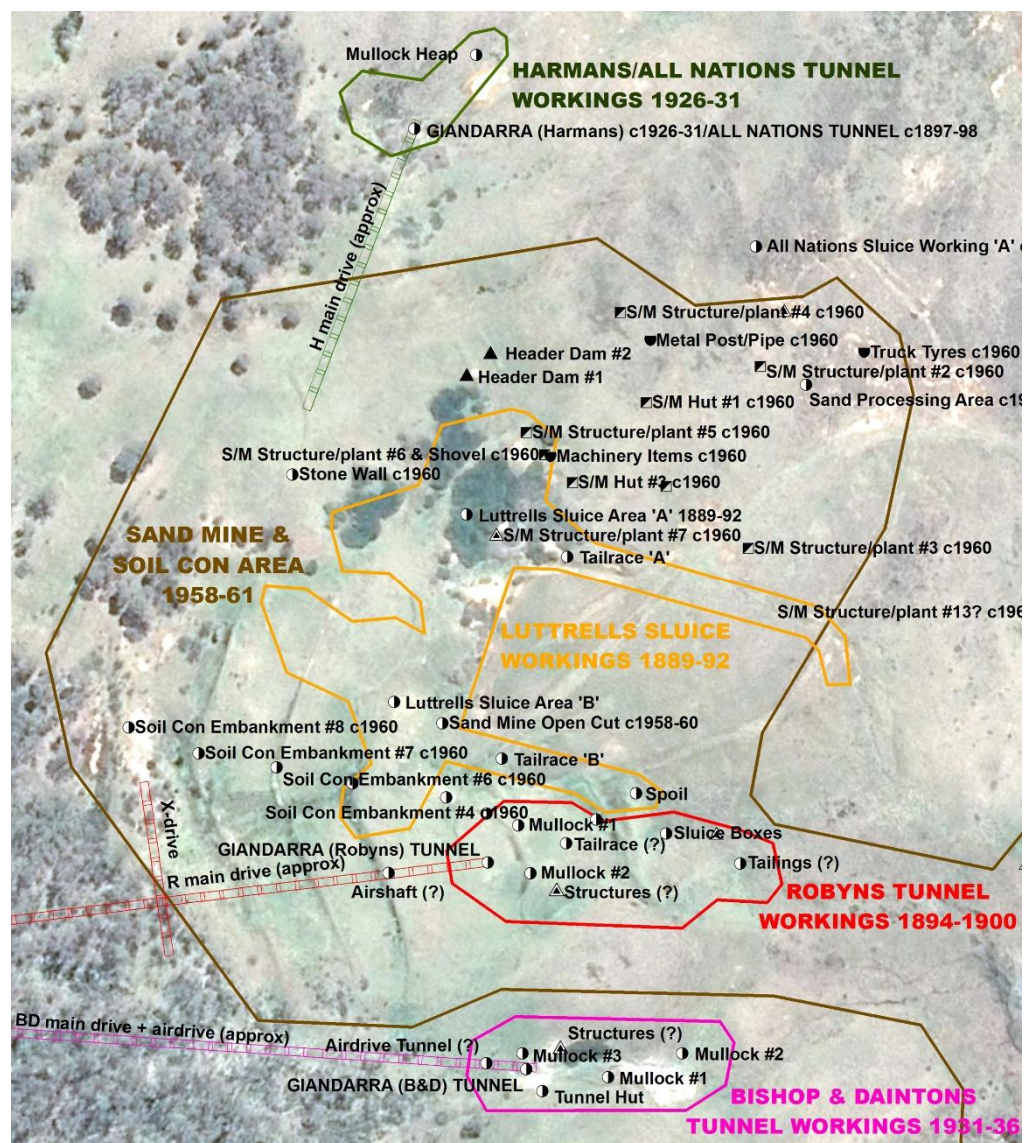 Mullock Heap
HARMANS/ALL NATIONS TUNNEL
WORKINGS 1926-31
GIANDARRA (Harmans) c1926-31/ALL NATIONS TUNNEL c1897-98
H main drive (approx)
All Nations Sluice Working 'A' c
S/M Structure/plant #4 c1960
Metal Post/Pipe c1960
Truck Tyres c1960
Header Dam #2
S/M Structure/plant #2 c1960
Header Dam #1
Sand Processing Area c19
S/M Hut #1 c1960
S/M Structure/plant #5 c1960
S/M Structure/plant #6 & Shovel c1960
Machinery Items c1960
Stone Wall c1960
S/M Hut #3 c1960
Luttrells Sluice Area 'A' 1889-92
SAND MINE &
SOIL CON AREA
1958-61
S/M Structure/plant #7 c1960
S/M Structure/plant #3 c1960
Tailrace 'A'
S/M Structure/plant #13? c196
LUTTRELLS SLUICE
WORKINGS 1889-92
Luttrells Sluice Area 'B'
Sand Mine Open Cut c1958-60
Soil Con Embankment #8 c1960
Soil Con Embankment #7 c1960
Tailrace 'B'
Soil Con Embankment #6 c1960
Spoil
Soil Con Embankment #4 c1960
X-drive
Mullock #1
Sluice Boxes
Tailrace (?)
GIANDARRA (Robyns) TUNNEL
Tailings (?)
R main drive (approx)
Mullock #2
Airshaft (?)
Structures (?)
ROBYNS TUNNEL
WORKINGS 1894-1900
BD main drive + airdrive (approx)
Structures (?)
Airdrive Tunnel (?)
Mullock #3
Mullock #2
GIANDARRA (B&D) TUNNEL
Mullock #1
Tunnel Hut
BISHOP & DAINTONS
TUNNEL WORKINGS 1931-36